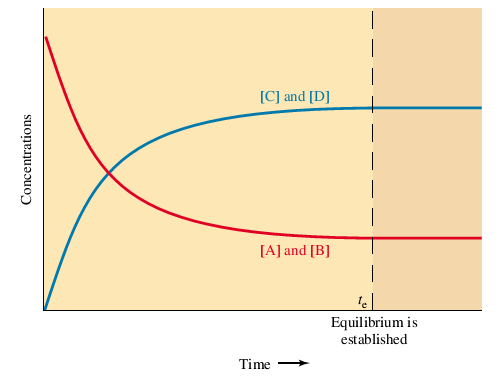 Concentrations
[C] and [D]
[A] and [B]
te
Equilibrium is
established
Time